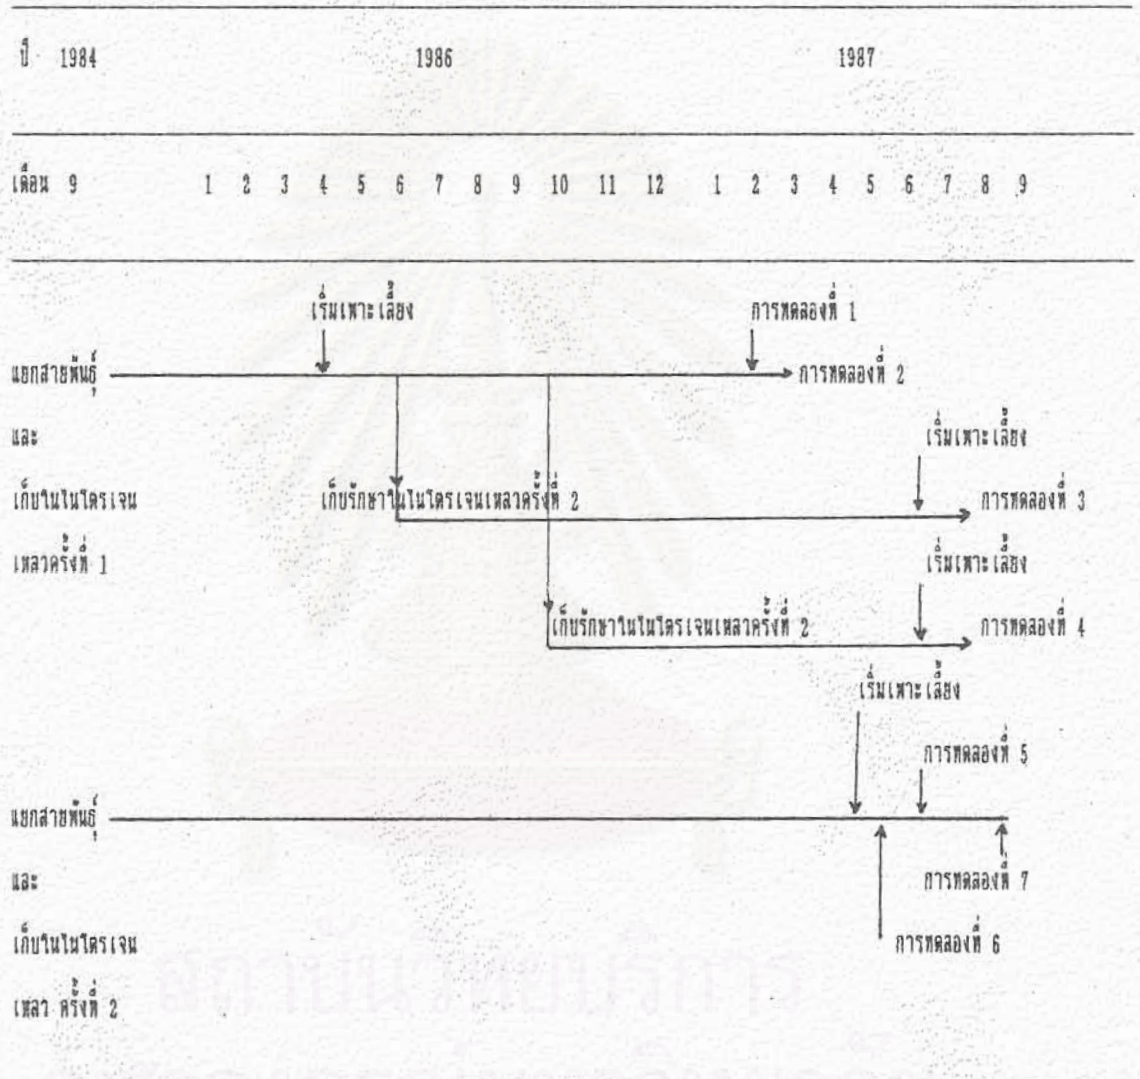 ปี 1984 1986 1987
เดือน 9 1 2 3 4 5 6 7 8 9 10 11 12 1 2 3 4 5 6 7 8 9
เริ่มเพาะเลี้ยง การทดลองที่ 1
แยกสายพันธุ์ การทดลองที่ 2
และ เริ่มเพาะเลี้ยง
เก็บในไนโตรเจน เก็บรักษาในไนโตรเจนเหลวครั้งที่ 2 การทดลองที่ 3
เหลวครั้งที่ 1 เริ่มเพาะเลี้ยง
เก็บรักษาในไนโตรเจนเหลวครั้งที่ 2 การทดลองที่ 4
เริ่มเพาะเลี้ยง
การทดลองที่ 5
แยกสายพันธุ์
และ การทดลองที่ 7
เก็บในไนโตรเจน การทดลองที่ 6
เหลว ครั้งที่ 2
สถาบันวิทยบริการ